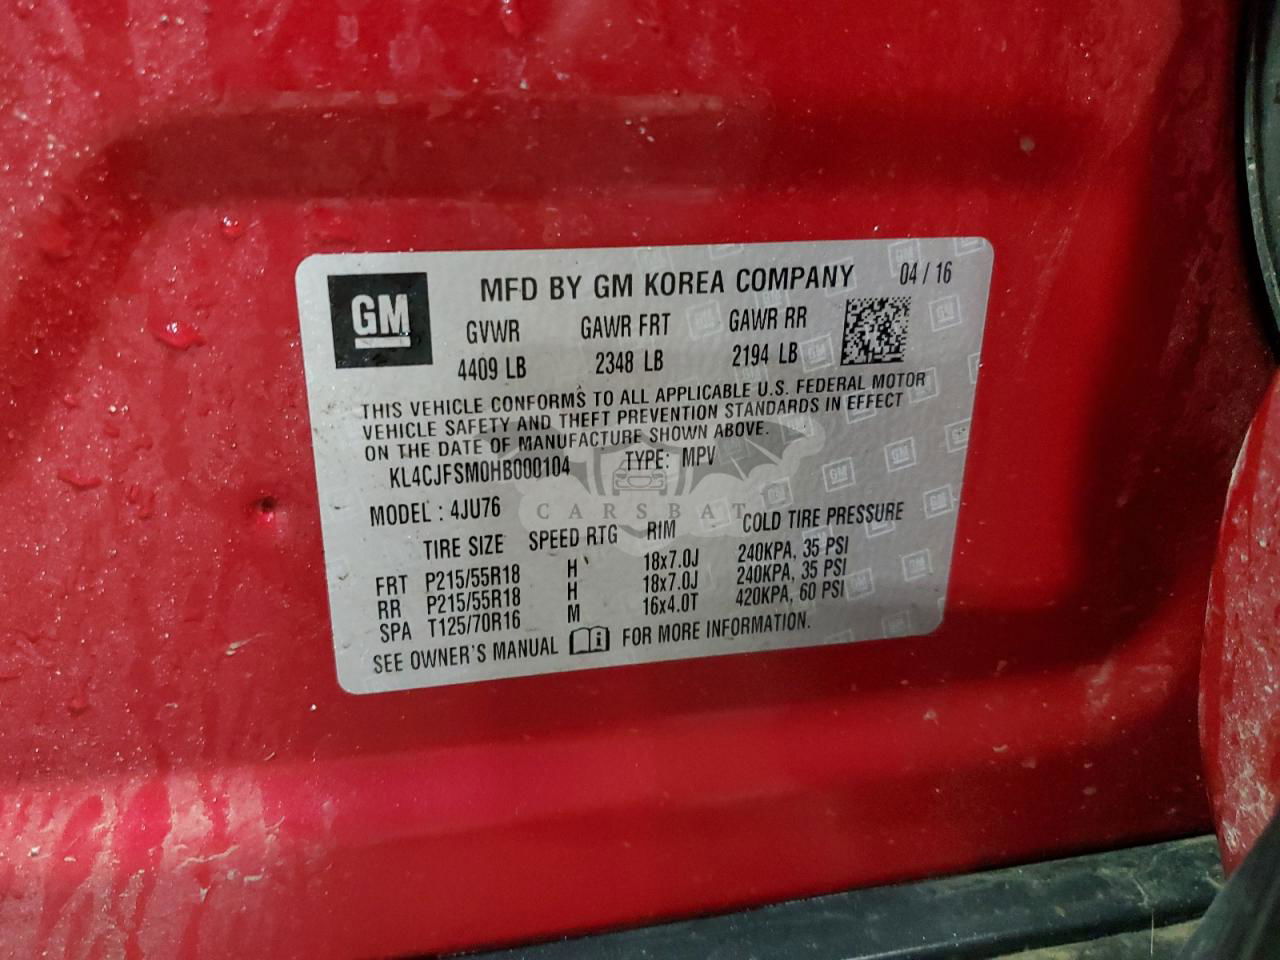 GM
MFD BY GM KOREA COMPANY 04 / 16
GVWR GAWR FRT GAWR RR
4409 LB 2348 LB 2194 LB
THIS VEHICLE CONFORMS TO ALL APPLICABLE U.S. FEDERAL MOTOR
VEHICLE SAFETY AND THEFT PREVENTION STANDARDS IN EFFECT
ON THE DATE OF MANUFACTURE SHOWN ABOVE.
KL4CJFSM0HB000104 TYPE: MPV
MODEL : 4JU76
CARSBAT
TIRE SIZE SPEED RTG RIM COLD TIRE PRESSURE
FRT P215/55R18 H 18x7.0J 240KPA, 35 PSI
RR P215/55R18 H 18x7.0J 240KPA, 35 PSI
SPA T125/70R16 M 16x4.0T 420KPA, 60 PSI
SEE OWNER'S MANUAL FOR MORE INFORMATION.